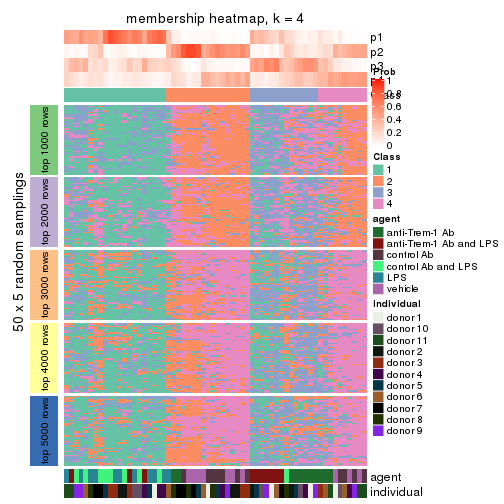 membership heatmap, k = 4
p1
p2
p3
Prob
1
0.8
0.6
0.4
0.2
0
Class
1
2
3
4
agent
anti-Trem-1 Ab
anti-Trem-1 Ab and LPS
control Ab
control Ab and LPS
LPS
vehicle
individual
donor 1
donor 10
donor 11
donor 2
donor 3
donor 4
donor 5
donor 6
donor 7
donor 8
donor 9
50 x 5 random samplings
top 1000 rows
top 2000 rows
top 3000 rows
top 4000 rows
top 5000 rows
agent
individual